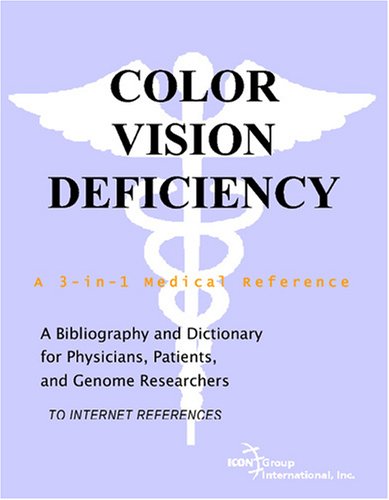 COLOR
VISION
DEFICIENCY
A 3-in-1 Medical Reference
A Bibliography and Dictionary
for Physicians, Patients,
and Genome Researchers
TO INTERNET REFERENCES
ICON Group
International, Inc.